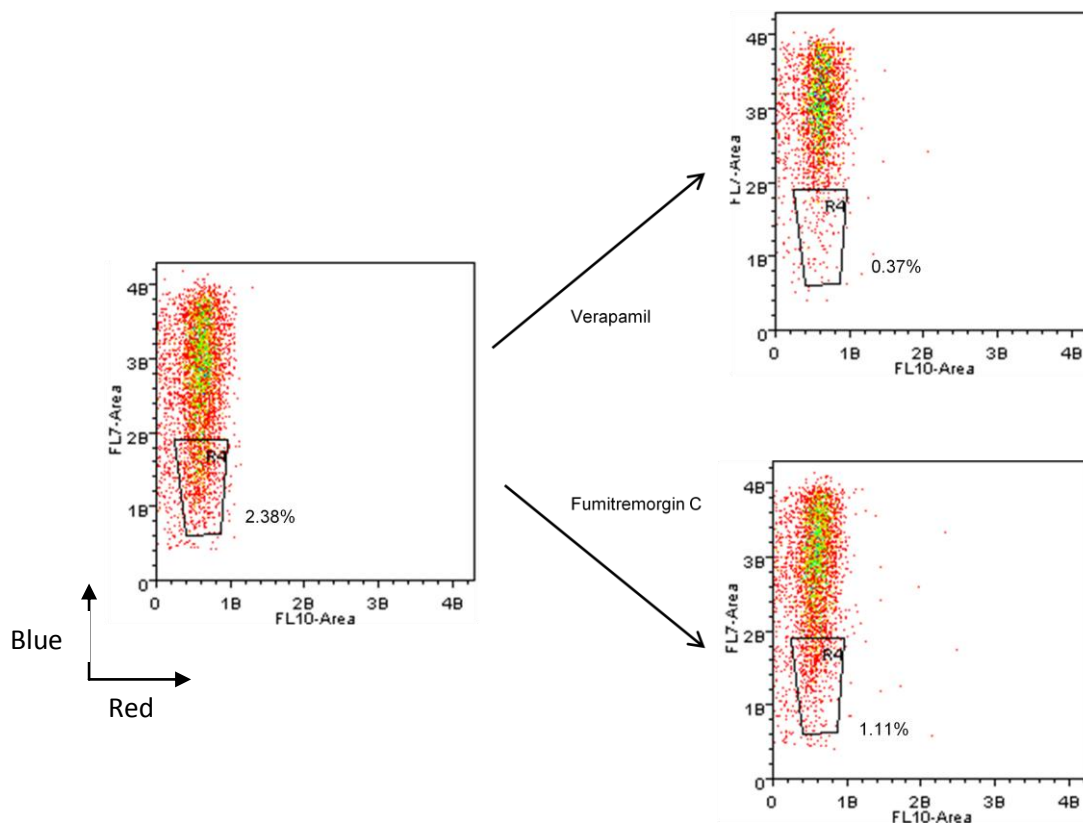 4B
3B
2B
1B
0
FL7-Area
R4
0.37%
0 1B 2B 3B 4B
FL10-Area
Verapamil
4B
3B
2B
1B
0
FL7-Area
R4
2.38%
0 1B 2B 3B 4B
FL10-Area
Fumitremorgin C
4B
3B
2B
1B
0
FL7-Area
R4
1.11%
0 1B 2B 3B 4B
FL10-Area
Blue
Red